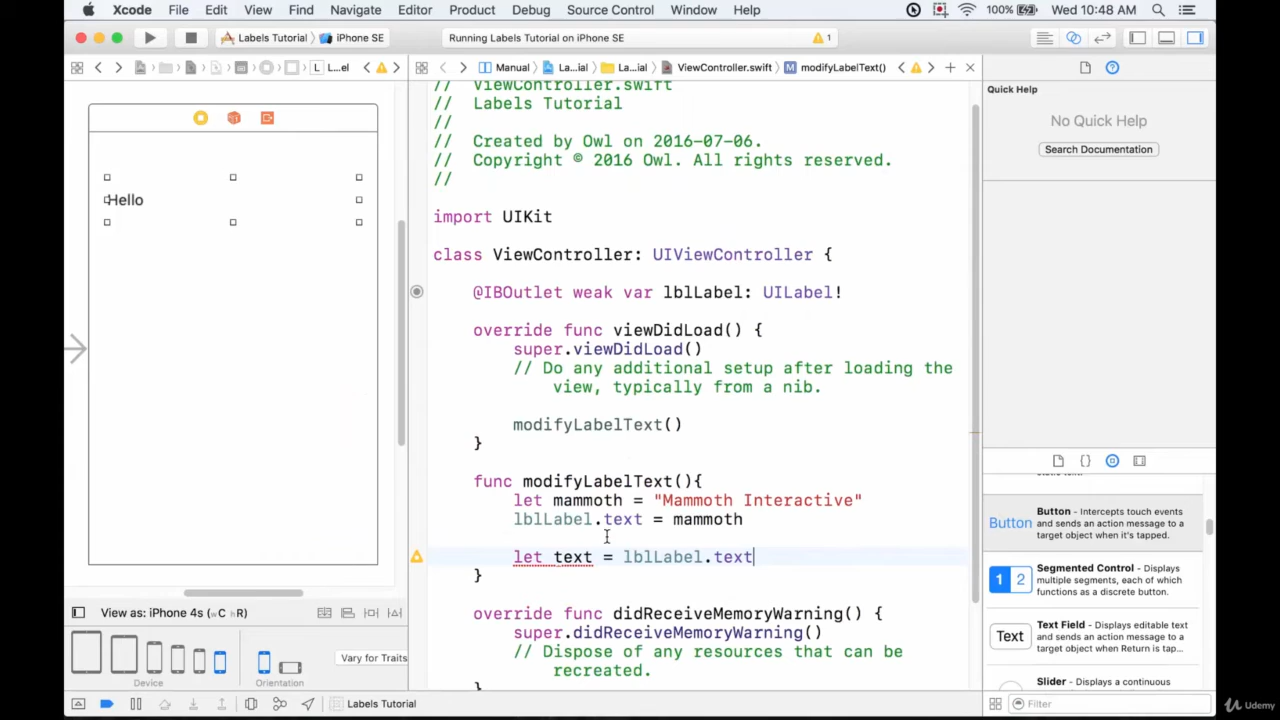 Xcode File Edit View Find Navigate Editor Product Debug Source Control Window Help 100% Wed 10:48 AM
Labels Tutorial iPhone SE Running Labels Tutorial on iPhone SE 1
L ...el Manual La...ial La...ial ViewController.swift M modifyLabelText()
Hello
// ViewController.swift
// Labels Tutorial
//
// Created by Owl on 2016-07-06.
// Copyright © 2016 Owl. All rights reserved.
//
import UIKit
class ViewController: UIViewController {
@IBOutlet weak var lblLabel: UILabel!
override func viewDidLoad() {
super.viewDidLoad()
// Do any additional setup after loading the
view, typically from a nib.
modifyLabelText()
}
func modifyLabelText(){
let mammoth = "Mammoth Interactive"
lblLabel.text = mammoth
let text = lblLabel.text
}
override func didReceiveMemoryWarning() {
super.didReceiveMemoryWarning()
// Dispose of any resources that can be
recreated.
}
Quick Help
No Quick Help
Search Documentation
{}
Button
Button - Intercepts touch events
and sends an action message to a
target object when it's tapped.
1 2
Segmented Control - Displays
multiple segments, each of which
functions as a discrete button.
Text
Text Field - Displays editable text
and sends an action message to a
target object when Return is tap...
Slider - Displays a continuous
Filter
View as: iPhone 4s (wC hR)
Vary for Traits
Device Orientation
Labels Tutorial
Udemy